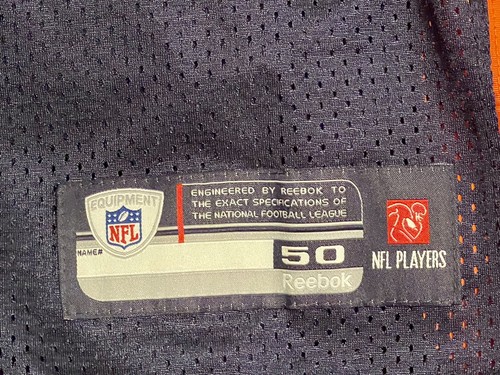 EQUIPMENT
NFL
ENGINEERED BY REEBOK TO
THE EXACT SPECIFICATIONS OF
THE NATIONAL FOOTBALL LEAGUE
NAME#
50
Reebok
NFL PLAYERS